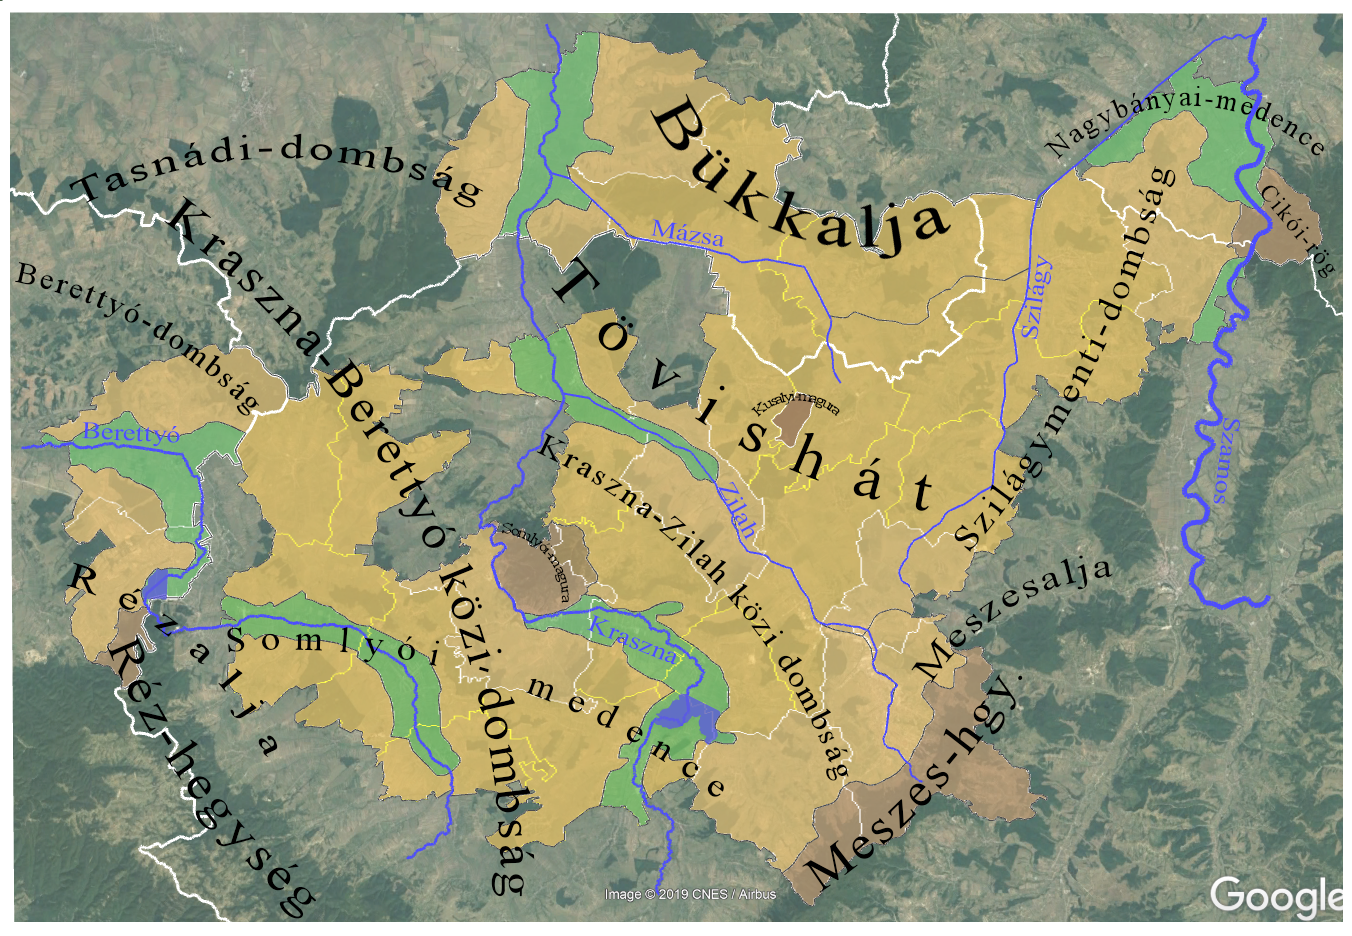 Nagybányai-medence
Bükkalja
Tasnádi-dombság
Cikói-rög
Mázsa
Kraszna-Berettyó közi dombság
Berettyó-dombság
Szilágy
Szilágymenti-dombság
Tövishát
Kusalyi-magura
Berettyó
Szamos
Kraszna-Zilah közi dombság
Zilah
Somlyói-magura
Meszesalja
Rézalja
Somlyói medence
Kraszna
Réz-hegység
Meszes-hgy.
Image © 2019 CNES / Airbus
Google